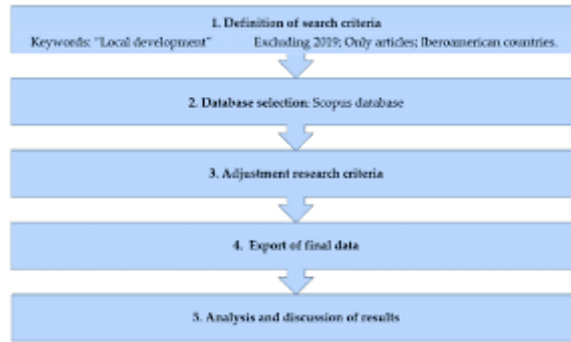 1. Definition of search criteria
Keywords: "Local development" Excluding 2019; Only articles; Iberoamerican countries.
2. Database selection: Scopus database
3. Adjustment research criteria
4. Export of final data
5. Analysis and discussion of results